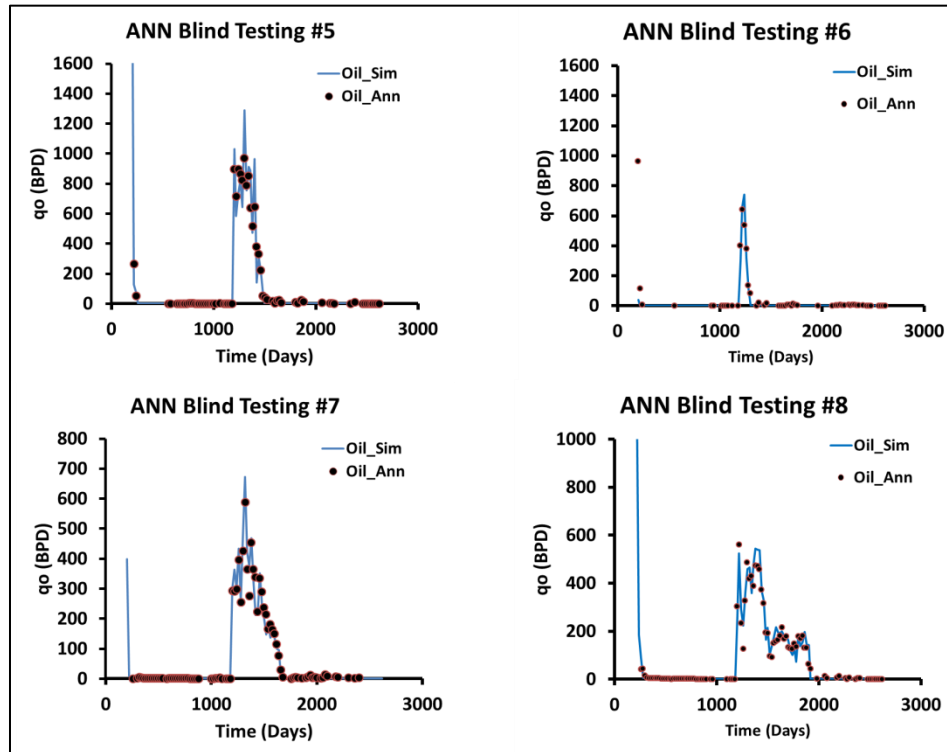 ANN Blind Testing #5
1600
1400
1200
1000
800
600
400
200
0
qo (BPD)
Oil_Sim
Oil_Ann
0 1000 2000 3000
Time (Days)
ANN Blind Testing #6
1600
1400
1200
1000
800
600
400
200
0
qo (BPD)
Oil_Sim
Oil_Ann
0 1000 2000 3000
Time (Days)
ANN Blind Testing #7
800
700
600
500
400
300
200
100
0
qo (BPD)
Oil_Sim
Oil_Ann
0 1000 2000 3000
Time (Days)
ANN Blind Testing #8
1000
800
600
400
200
0
qo (BPD)
Oil_Sim
Oil_Ann
0 1000 2000 3000
Time (Days)